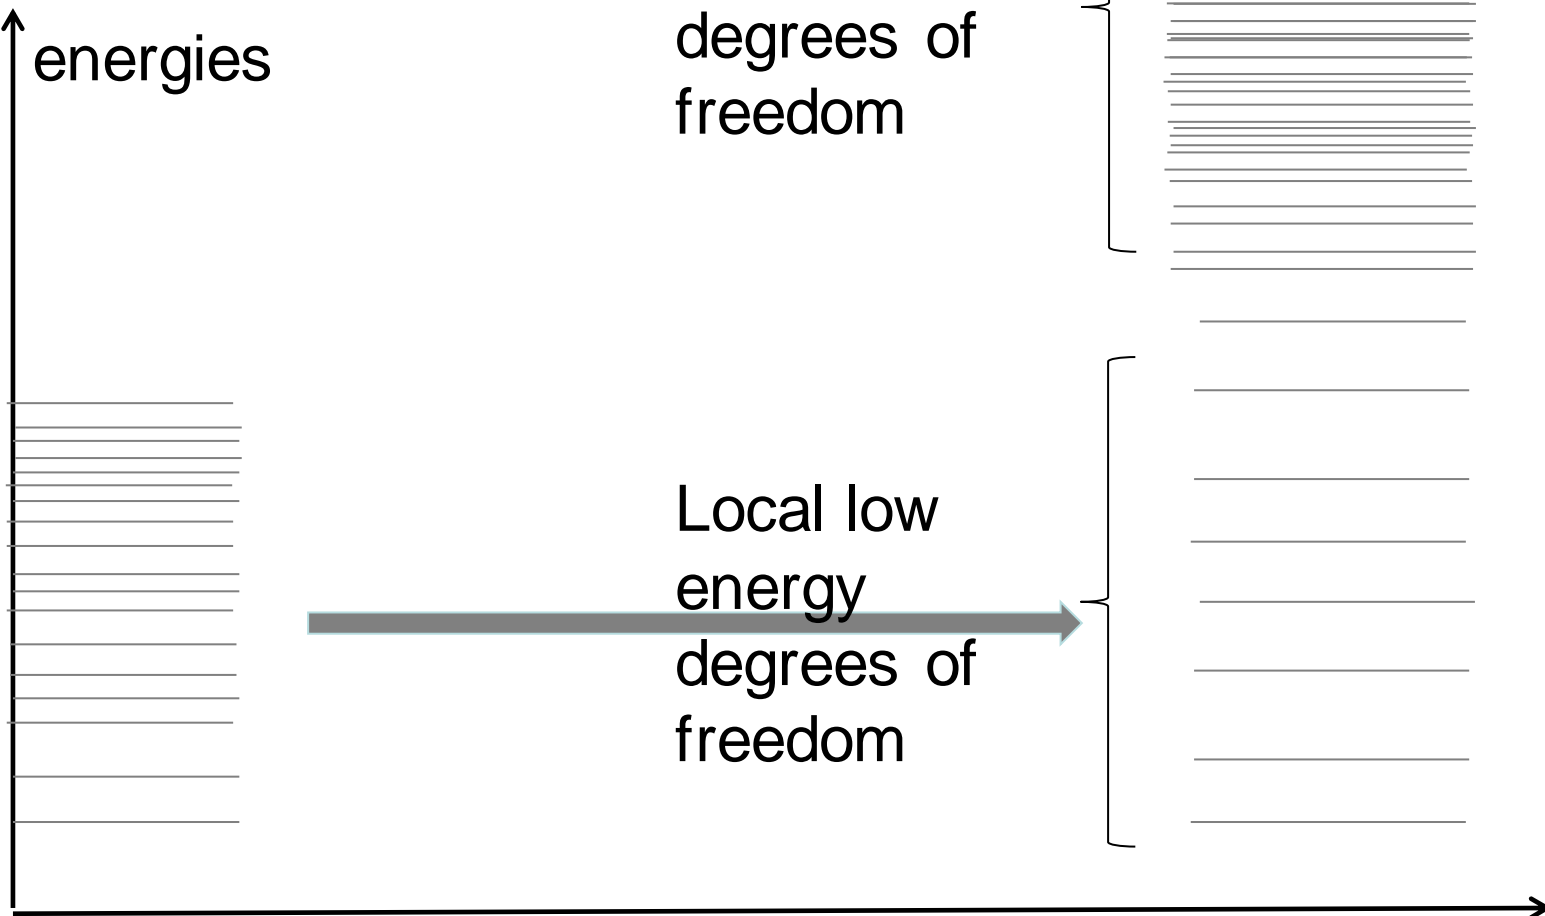 energies
degrees of
freedom
Local low
energy
degrees of
freedom